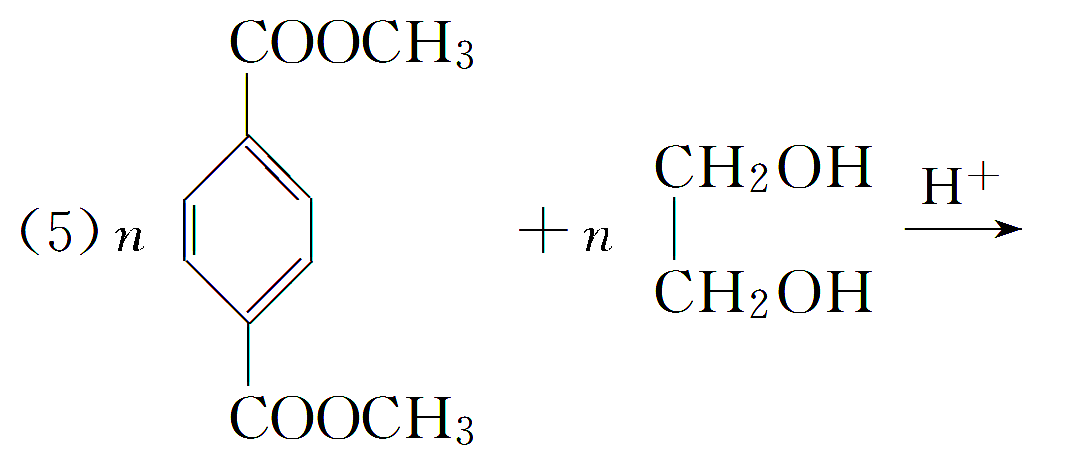 COOCH₃
CH₂OH
H⁺
(5) n + n
CH₂OH
COOCH₃